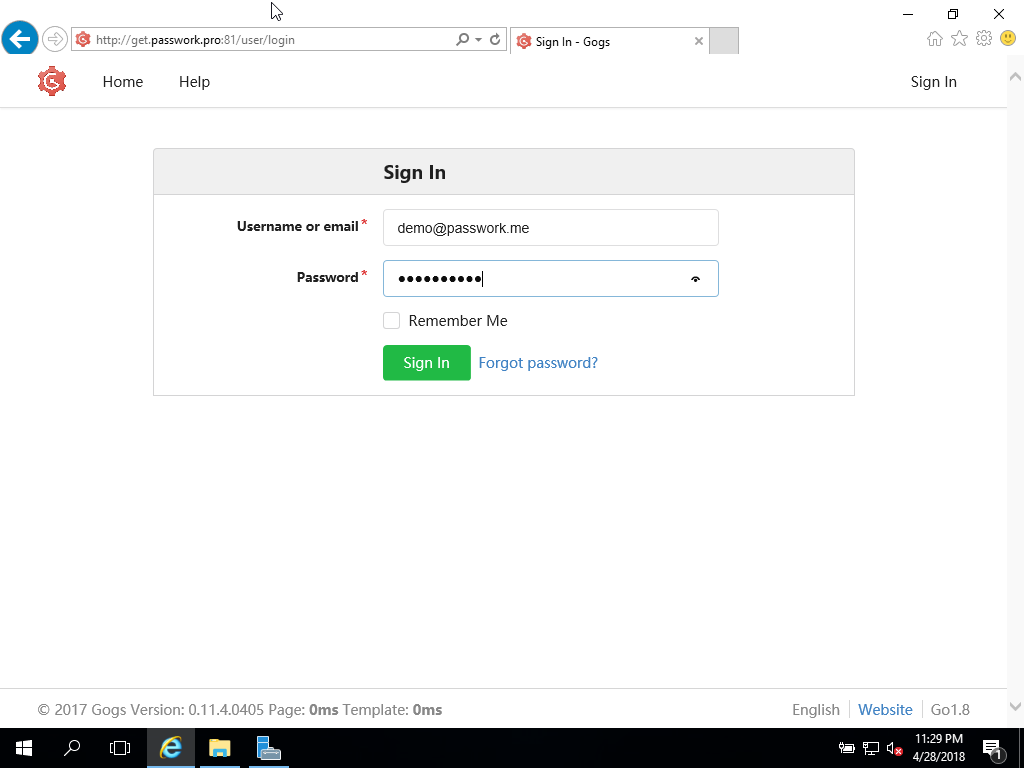 http://get.passwork.pro:81/user/login
Sign In - Gogs
Home Help Sign In
Sign In
Username or email *
demo@passwork.me
Password *
●●●●●●●●●●
Remember Me
Sign In Forgot password?
© 2017 Gogs Version: 0.11.4.0405 Page: 0ms Template: 0ms English Website Go1.8
11:29 PM
4/28/2018
1